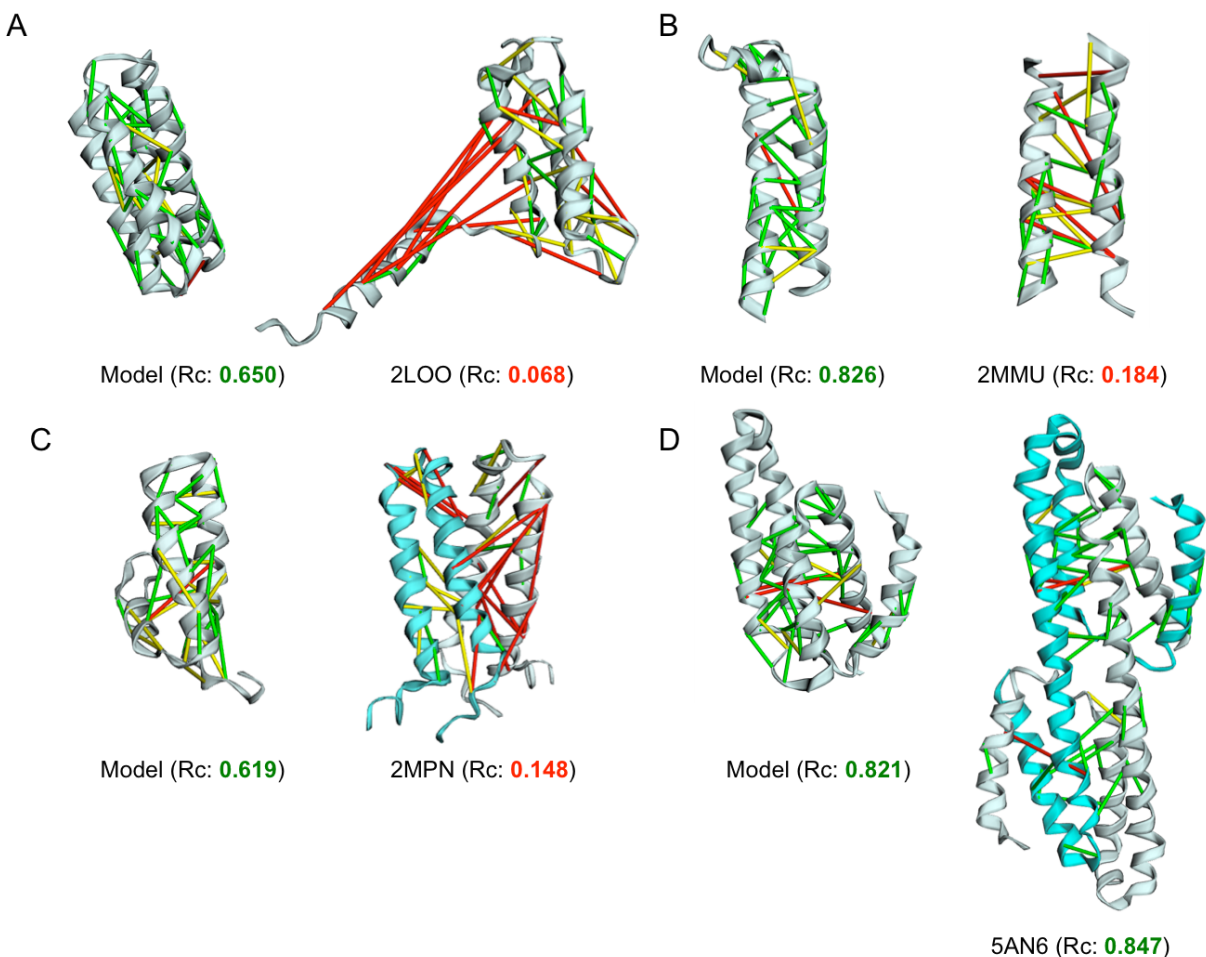 A
B
Model (Rc: 0.650)
2LOO (Rc: 0.068)
Model (Rc: 0.826)
2MMU (Rc: 0.184)
C
D
Model (Rc: 0.619)
2MPN (Rc: 0.148)
Model (Rc: 0.821)
5AN6 (Rc: 0.847)